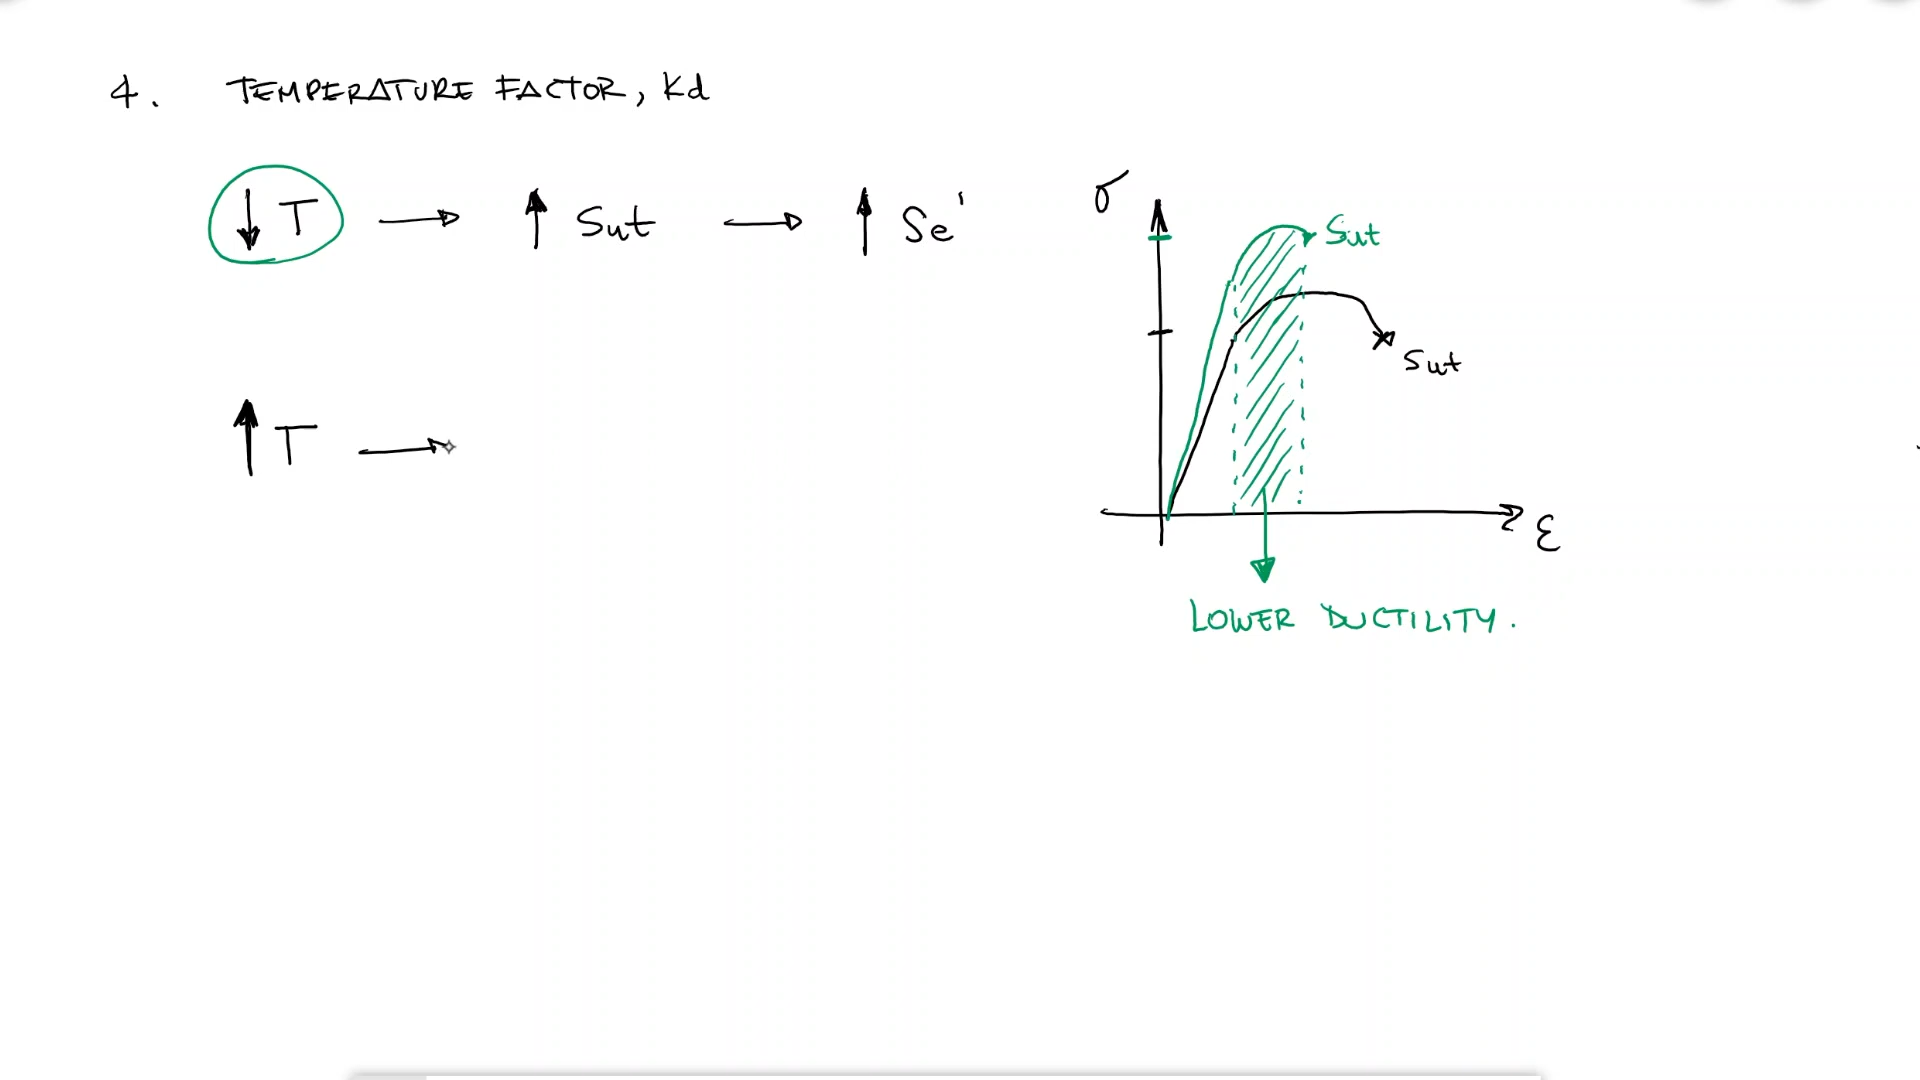 4. TEMPERATURE FACTOR, Kd
↓ T → ↑ Sut → ↑ Se'
σ
Sut
Sut
↑ T →
ε
LOWER DUCTILITY.